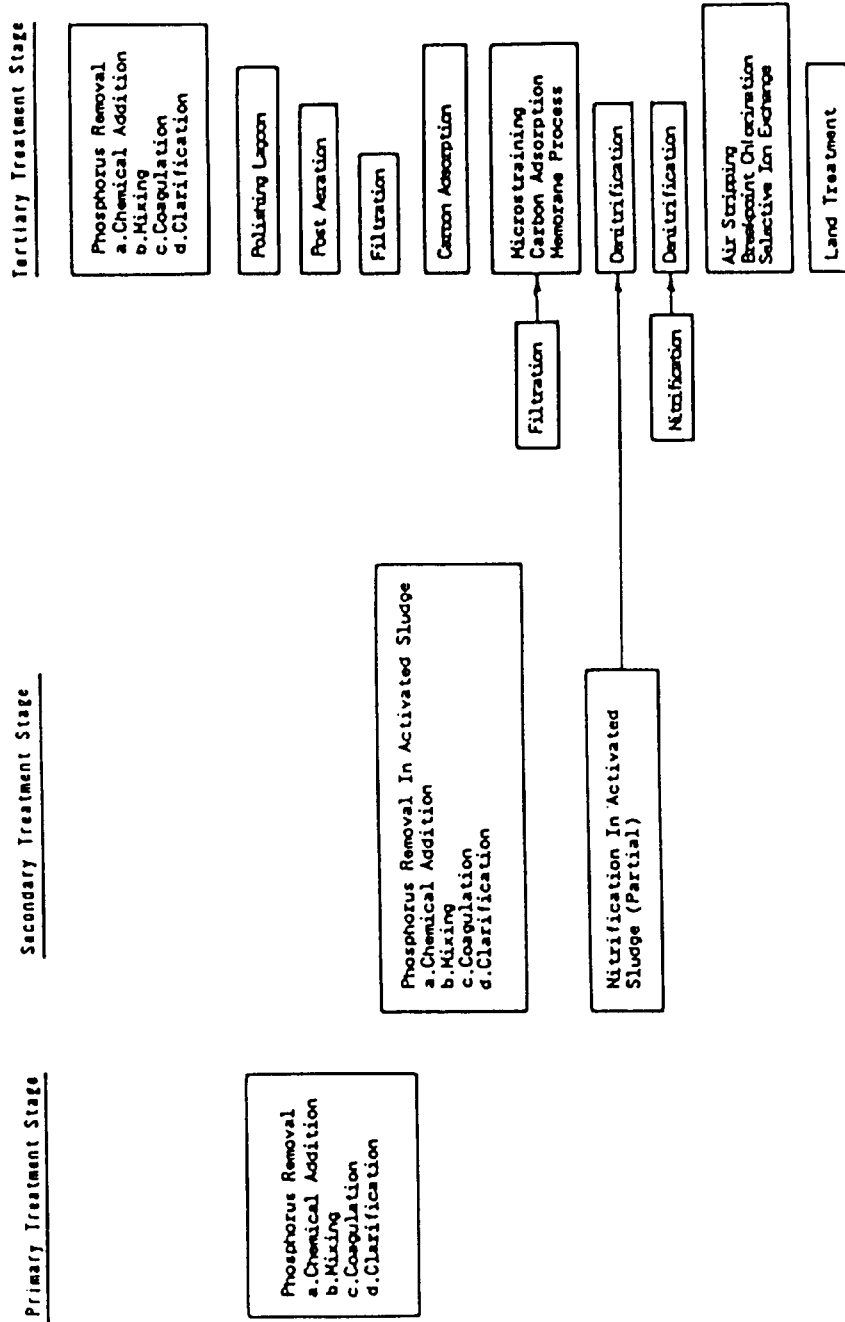 Primary Treatment Stage
Phosphorus Removal
a.Chemical Addition
b.Mixing
c.Coagulation
d.Clarification
Secondary Treatment Stage
Phosphorus Removal In Activated Sludge
a.Chemical Addition
b.Mixing
c.Coagulation
d.Clarification
Nitrification In Activated
Sludge (Partial)
Tertiary Treatment Stage
Phosphorus Removal
a.Chemical Addition
b.Mixing
c.Coagulation
d.Clarification
Polishing Lagoon
Post Aeration
Filtration
Carbon Adsorption
Filtration
Microstraining
Carbon Adsorption
Membrane Process
Denitrification
Nitrification
Denitrification
Air Stripping
Breakpoint Chlorination
Selective Ion Exchange
Land Treatment